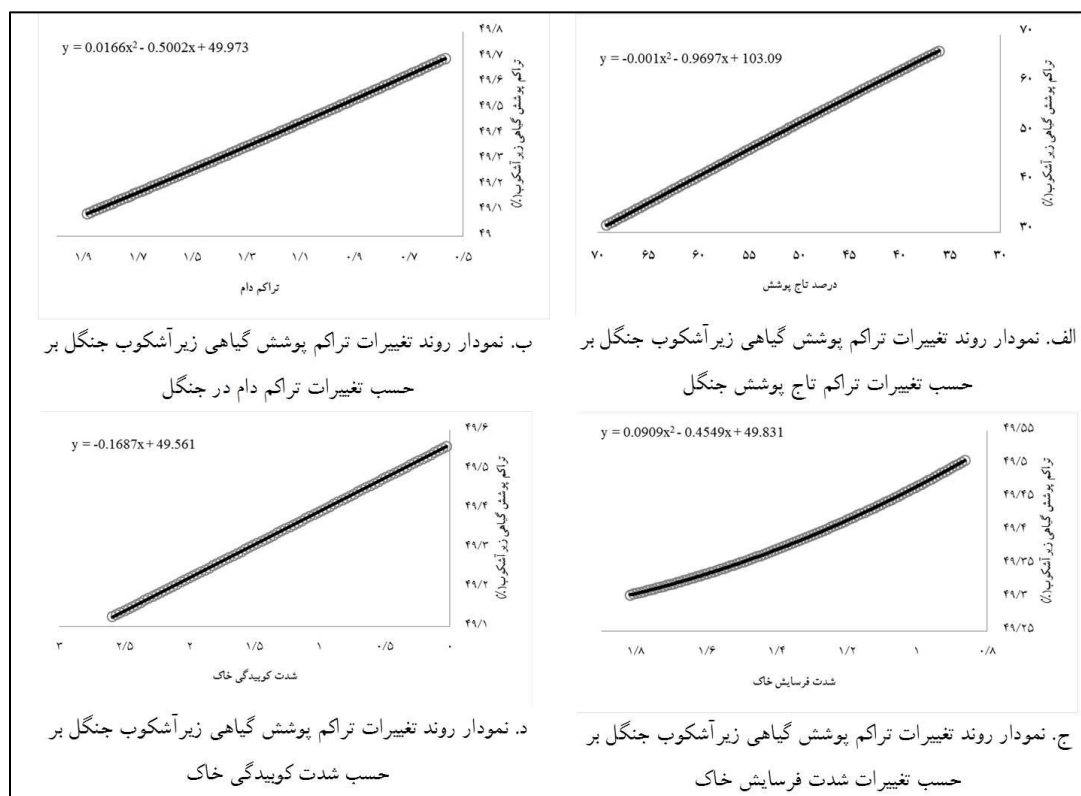 y = -0.001x² - 0.9697x + 103.09
۷۰
۶۰
۵۰
۴۰
۳۰
تراکم پوشش گیاهی زیرآشکوب(٪)
۳۰ ۳۵ ۴۰ ۴۵ ۵۰ ۵۵ ۶۰ ۶۵ ۷۰
درصد تاج پوشش
الف. نمودار روند تغییرات تراکم پوشش گیاهی زیرآشکوب جنگل بر
حسب تغییرات تراکم تاج پوشش جنگل
y = 0.0166x² - 0.5002x + 49.973
۴۹/۸
۴۹/۷
۴۹/۶
۴۹/۵
۴۹/۴
۴۹/۳
۴۹/۲
۴۹/۱
۴۹
تراکم پوشش گیاهی زیرآشکوب(٪)
۰/۵ ۰/۷ ۰/۹ ۱/۱ ۱/۳ ۱/۵ ۱/۷ ۱/۹
تراکم دام
ب. نمودار روند تغییرات تراکم پوشش گیاهی زیرآشکوب جنگل بر
حسب تغییرات تراکم دام در جنگل
y = 0.0909x² - 0.4549x + 49.831
۴۹/۵۵
۴۹/۵
۴۹/۴۵
۴۹/۴
۴۹/۳۵
۴۹/۳
۴۹/۲۵
تراکم پوشش گیاهی زیرآشکوب(٪)
۰/۸ ۱ ۱/۲ ۱/۴ ۱/۶ ۱/۸
شدت فرسایش خاک
ج. نمودار روند تغییرات تراکم پوشش گیاهی زیرآشکوب جنگل بر
حسب تغییرات شدت فرسایش خاک
y = -0.1687x + 49.561
۴۹/۶
۴۹/۵
۴۹/۴
۴۹/۳
۴۹/۲
۴۹/۱
تراکم پوشش گیاهی زیرآشکوب(٪)
۰ ۰/۵ ۱ ۱/۵ ۲ ۲/۵ ۳
شدت کوبیدگی خاک
د. نمودار روند تغییرات تراکم پوشش گیاهی زیرآشکوب جنگل بر
حسب شدت کوبیدگی خاک